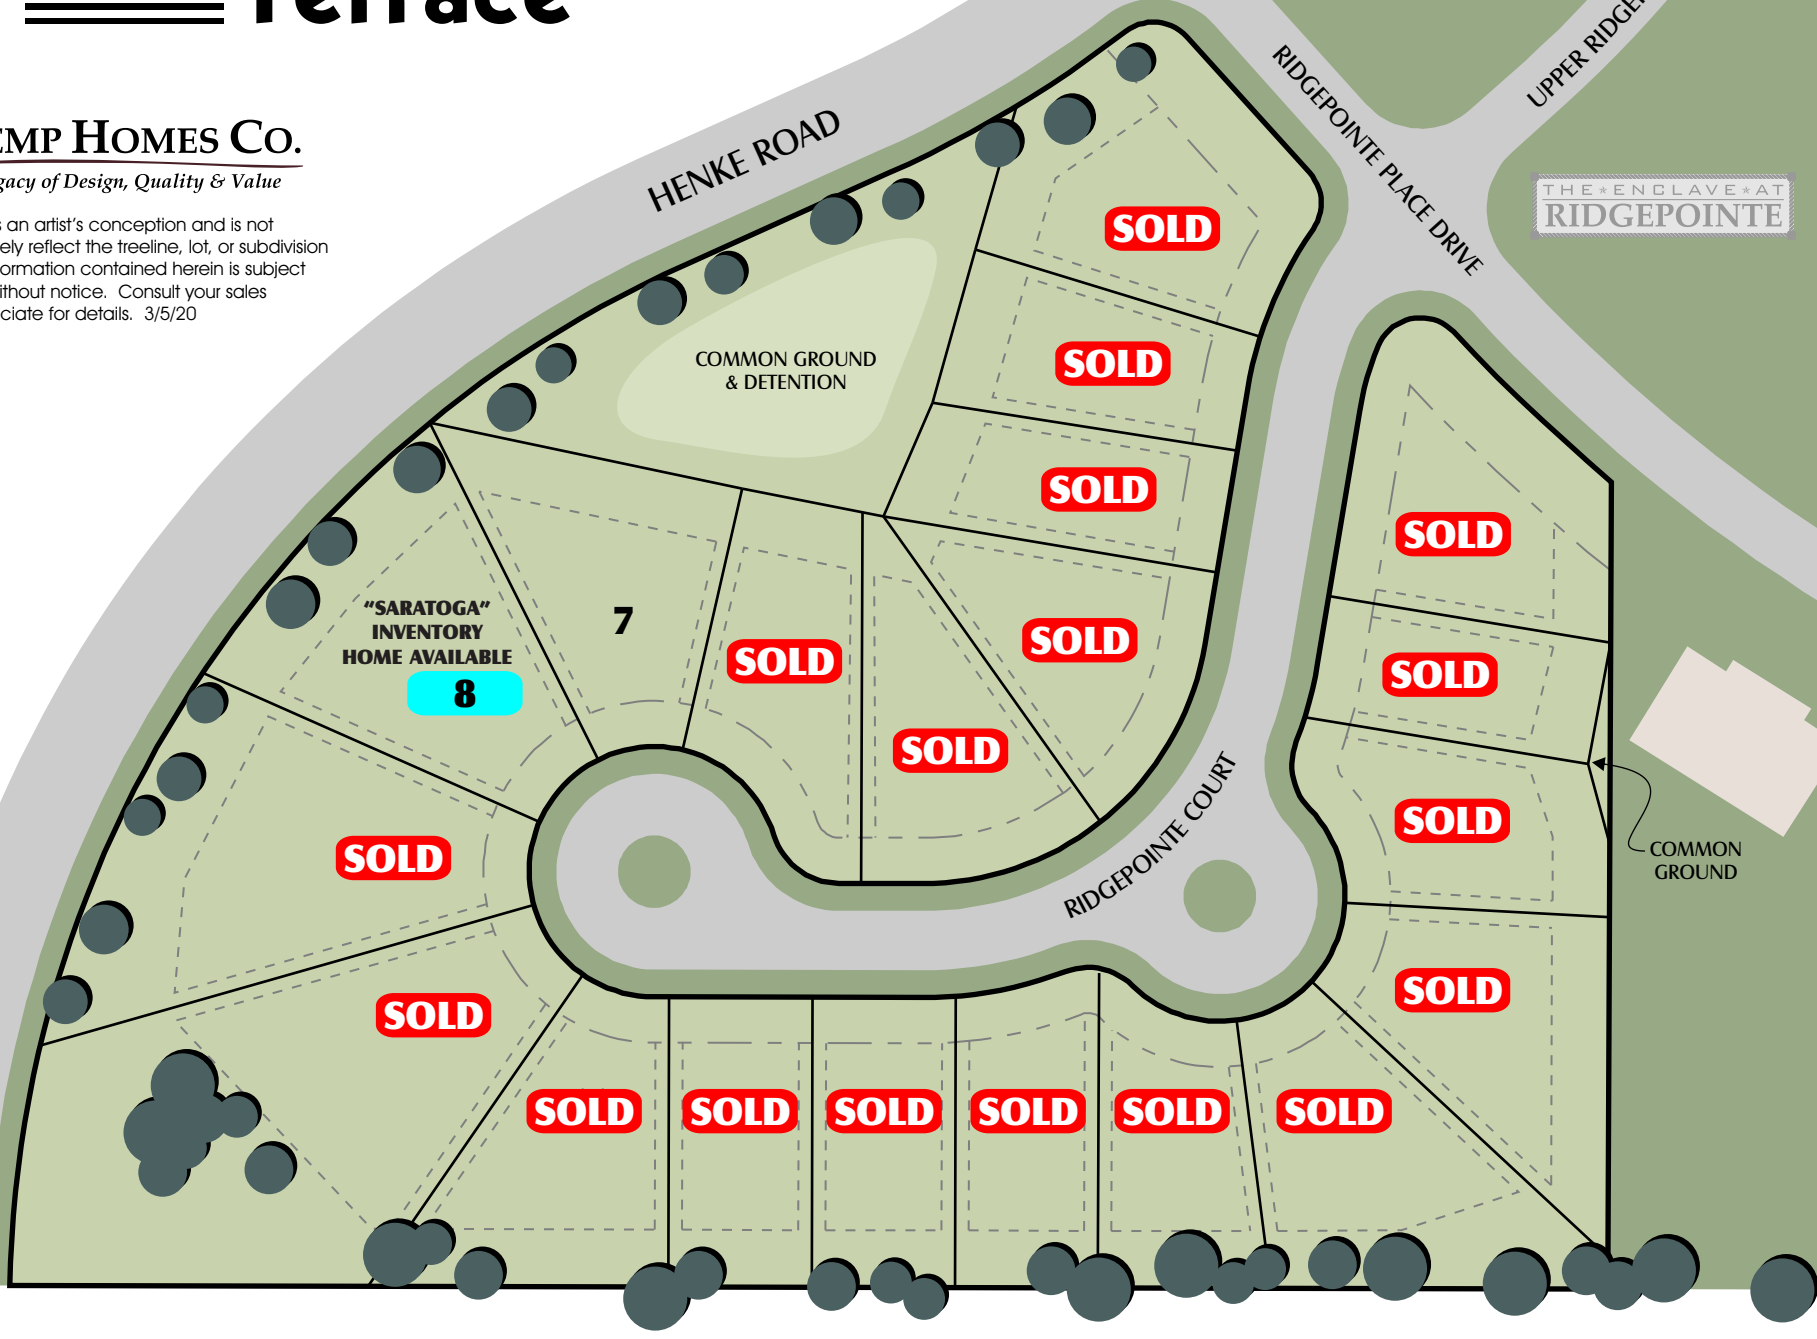 Terrace
EMP HOMES CO.
gacy of Design, Quality & Value
s an artist's conception and is not
ely reflect the treeline, lot, or subdivision
formation contained herein is subject
ithout notice. Consult your sales
ciate for details. 3/5/20
HENKE ROAD
RIDGEPOINTE PLACE DRIVE
UPPER RIDGE
THE★ENCLAVE★AT
RIDGEPOINTE
SOLD
COMMON GROUND
& DETENTION
SOLD
SOLD
SOLD
"SARATOGA"
INVENTORY
HOME AVAILABLE
8
7
SOLD
SOLD
SOLD
SOLD
SOLD
RIDGEPOINTE COURT
SOLD
COMMON
GROUND
SOLD
SOLD
SOLD
SOLD
SOLD
SOLD
SOLD
SOLD
SOLD